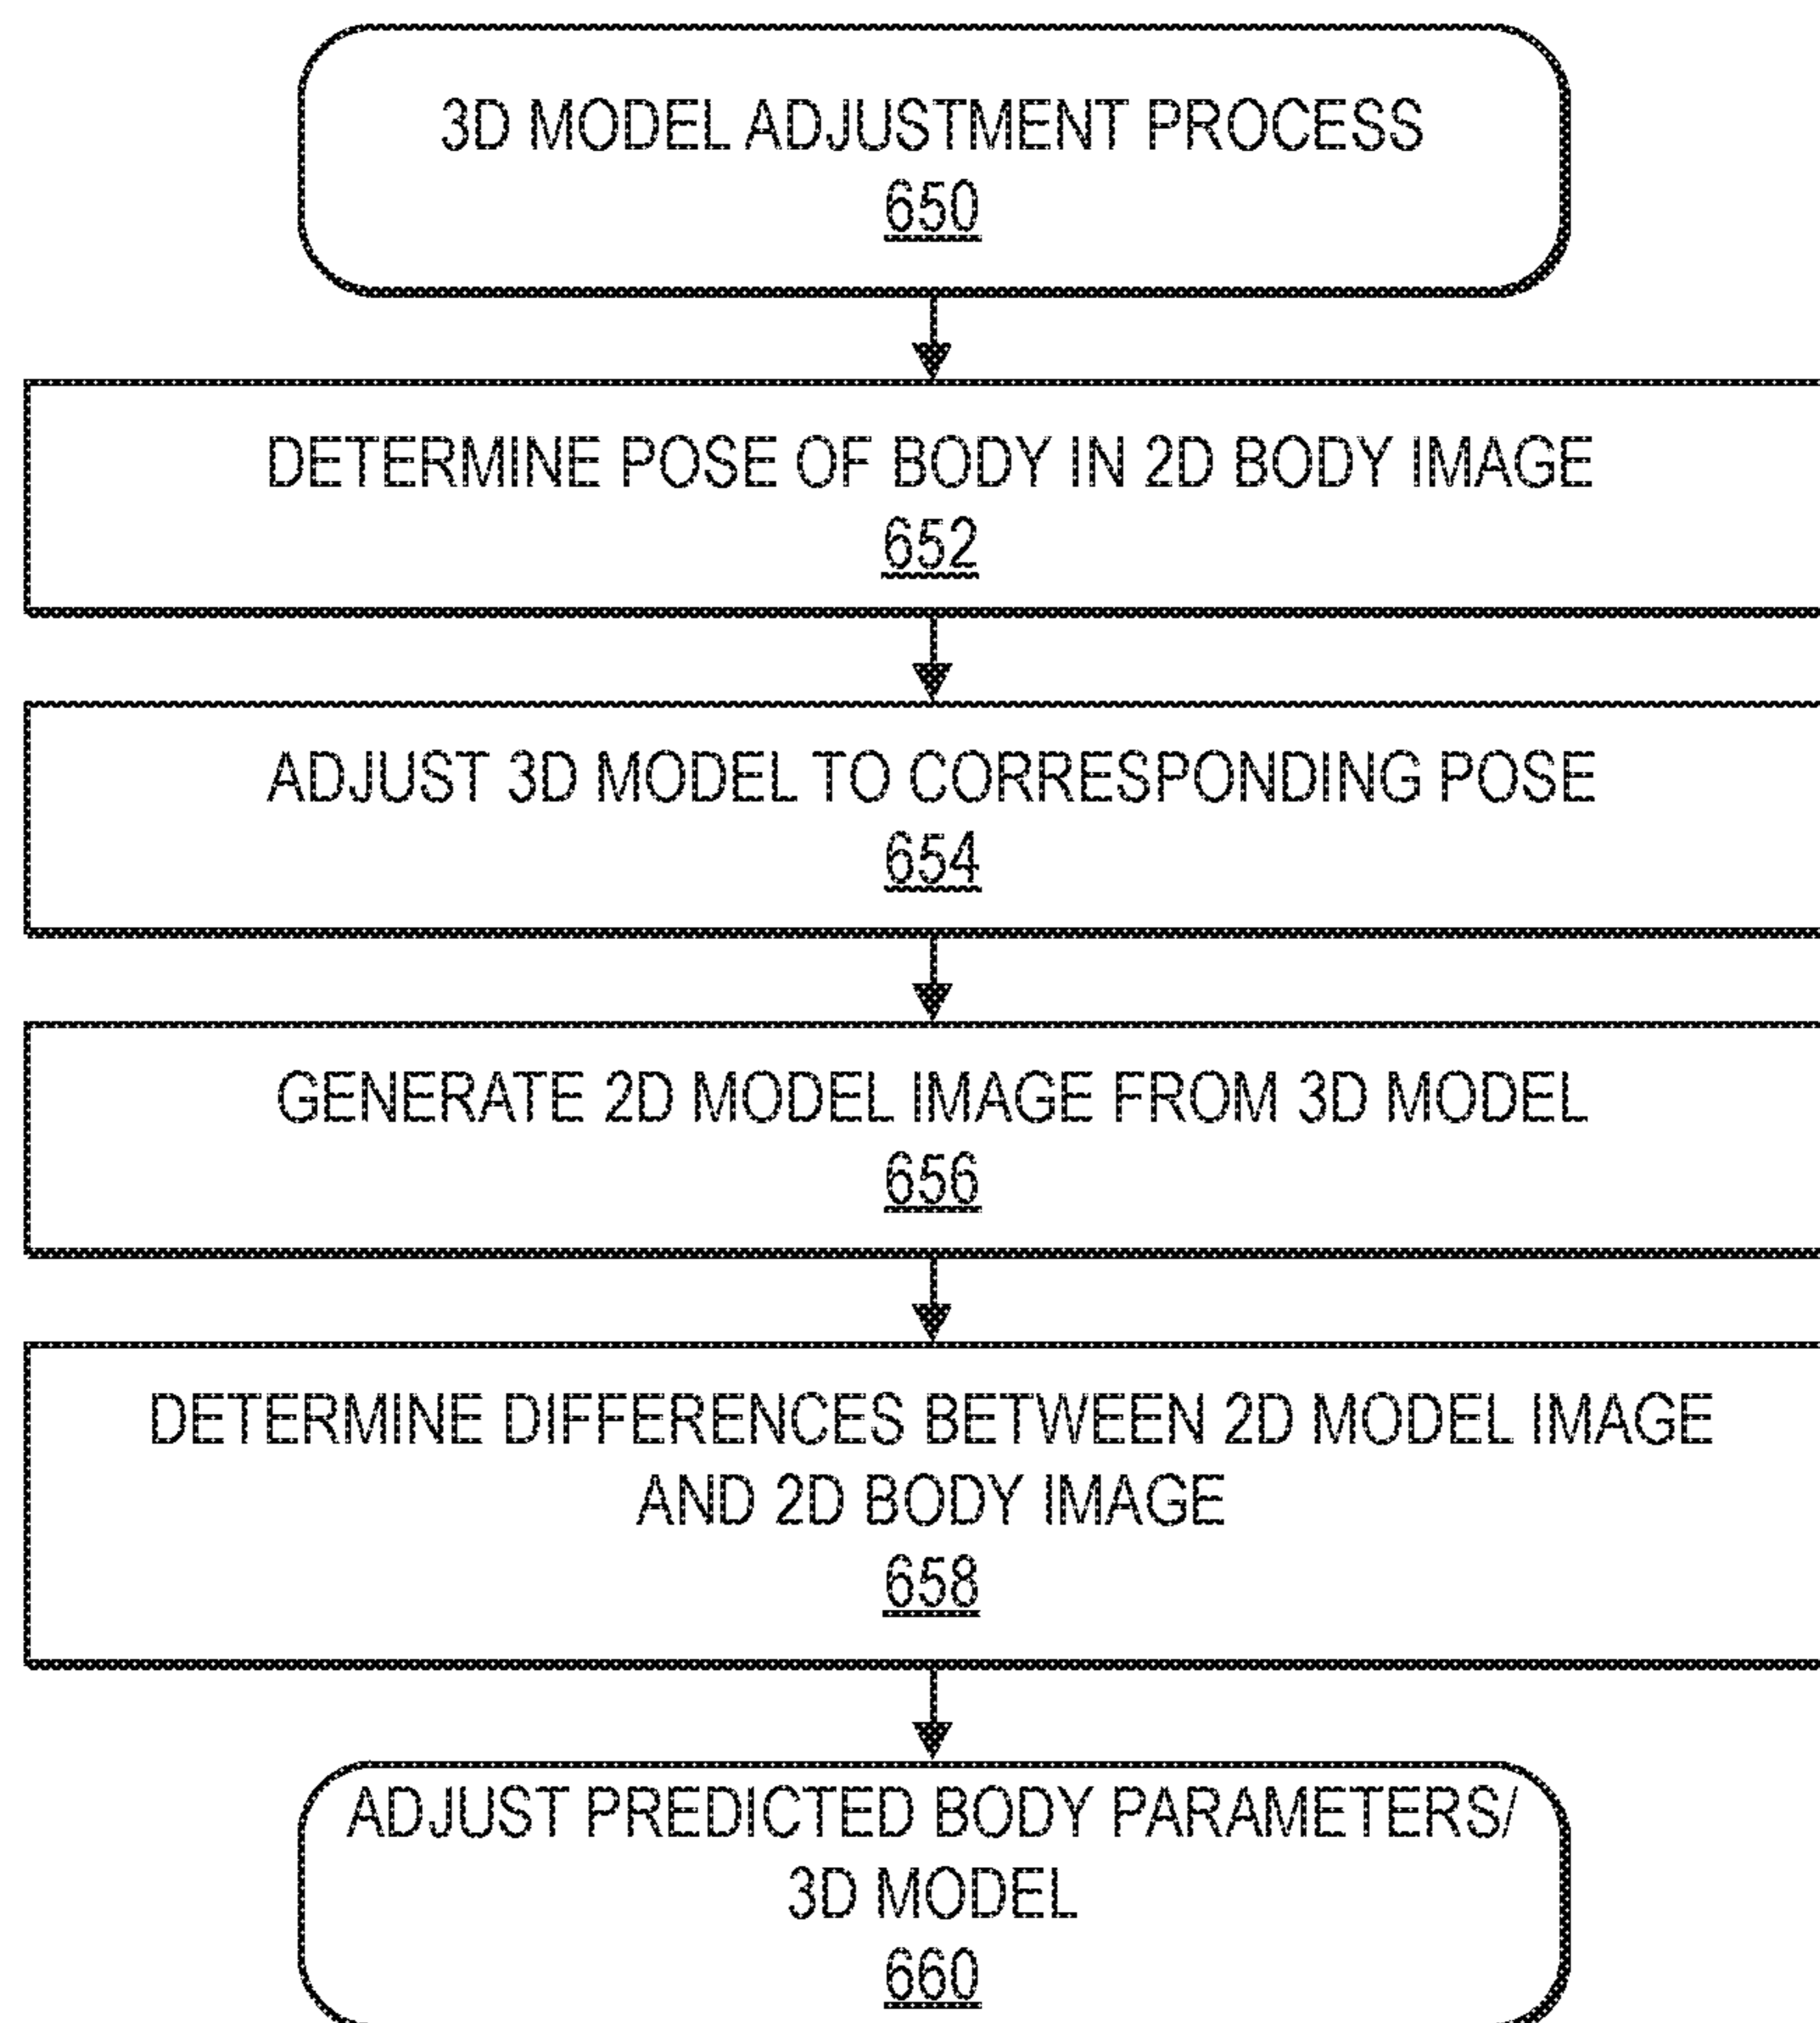 3D MODEL ADJUSTMENT PROCESS
650
DETERMINE POSE OF BODY IN 2D BODY IMAGE
652
ADJUST 3D MODEL TO CORRESPONDING POSE
654
GENERATE 2D MODEL IMAGE FROM 3D MODEL
656
DETERMINE DIFFERENCES BETWEEN 2D MODEL IMAGE
AND 2D BODY IMAGE
658
ADJUST PREDICTED BODY PARAMETERS/
3D MODEL
660